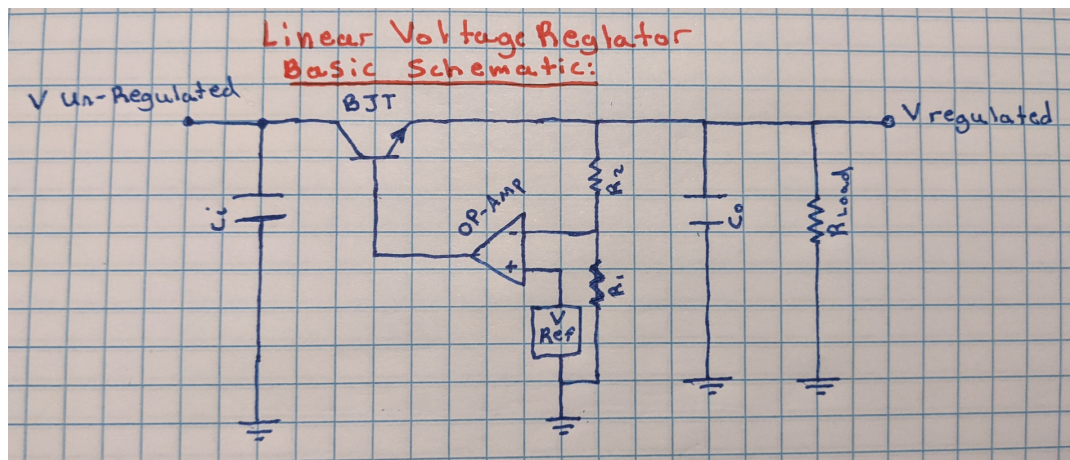 Linear Voltage Reglator
Basic Schematic:
V un-Regulated
BJT
V regulated
Ci
OP-AMP
-
+
R2
R1
V
Ref
Co
RLoad